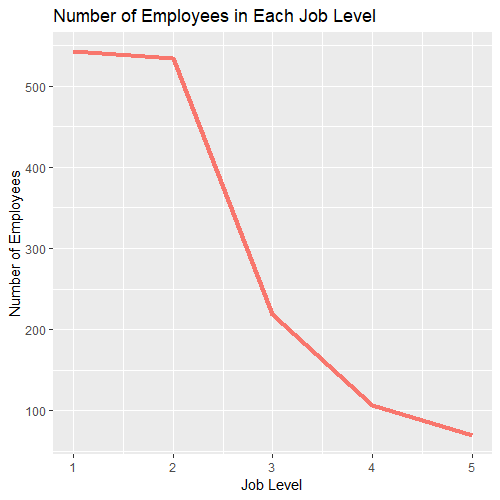 Number of Employees in Each Job Level
Number of Employees
500
400
300
200
100
1 2 3 4 5
Job Level